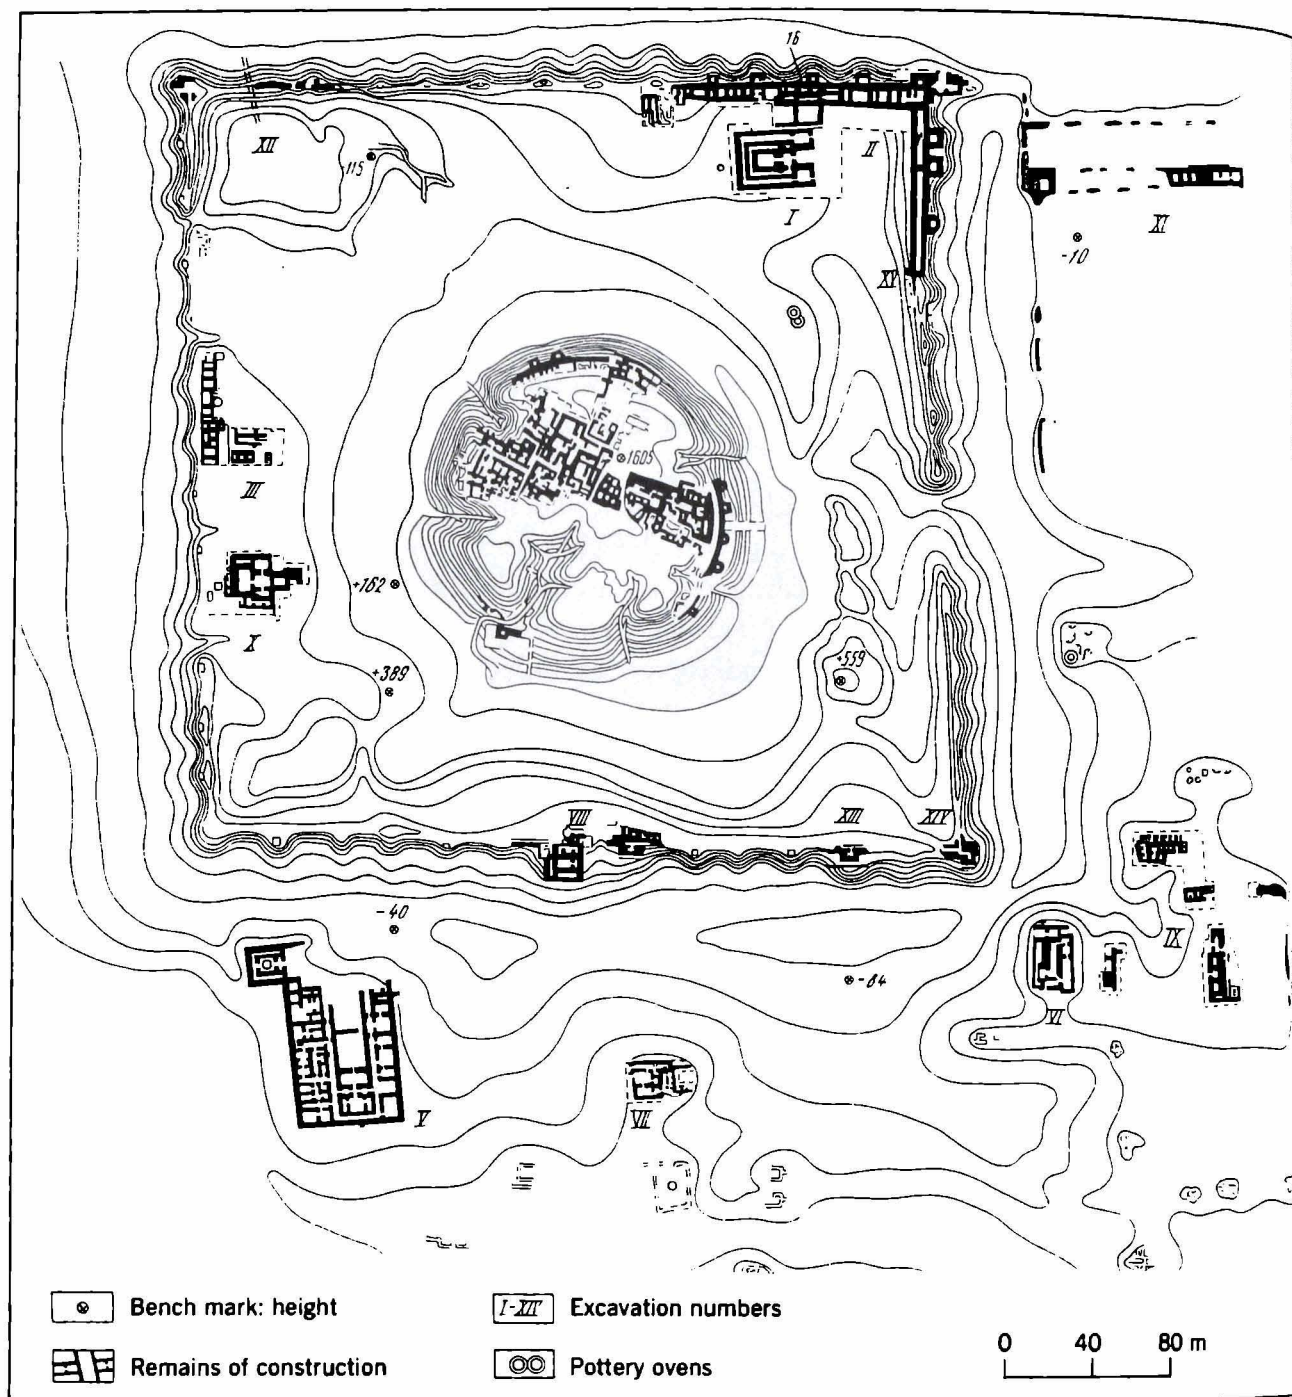 16
XII
-115
II
I
XI
-10
XV
1605
III
+162
X
+389
+559
VIII
XIII
XIV
-40
IX
-84
VI
V
VII
Bench mark: height
I-XIV Excavation numbers
0 40 80 m
Remains of construction
Pottery ovens